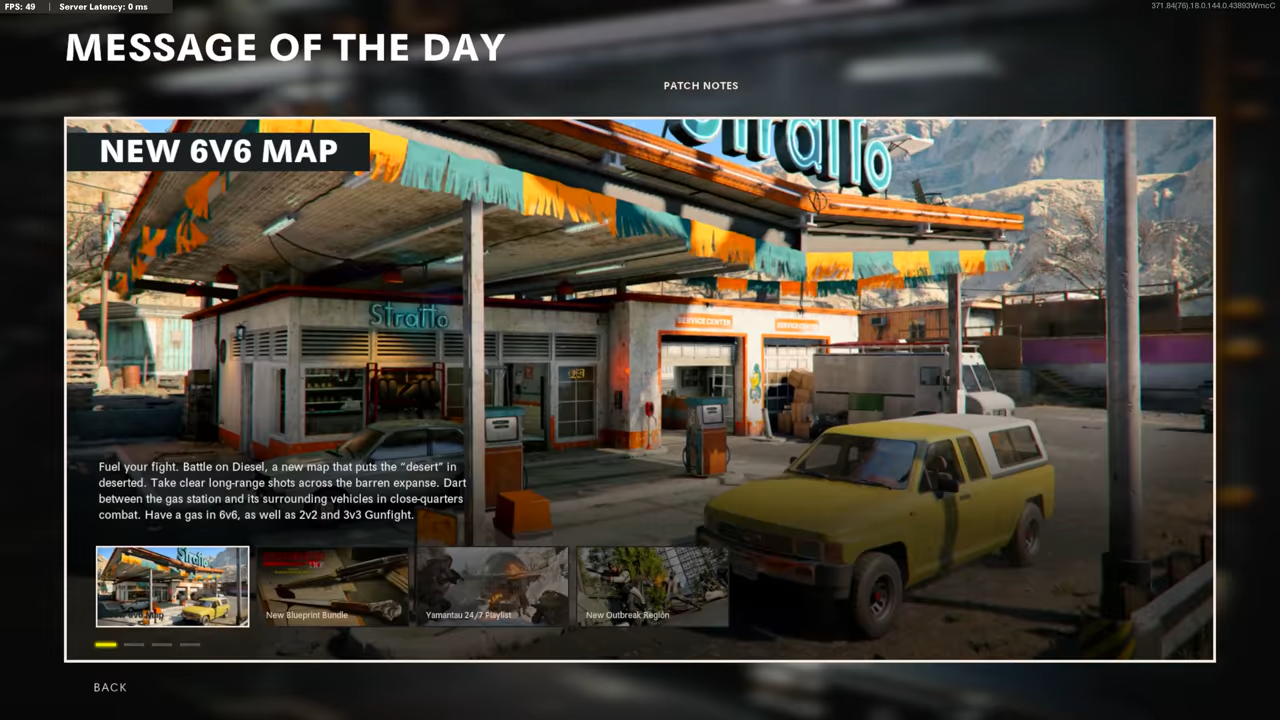 FPS: 49 | Server Latency: 0 ms
371.84(76).18.0.144.0.43893WmcC
MESSAGE OF THE DAY
PATCH NOTES
NEW 6V6 MAP
Stratto
Stratto
SERVICE CENTER
SERVICE CENTER
Fuel your fight. Battle on Diesel, a new map that puts the “desert” in
deserted. Take clear long-range shots across the barren expanse. Dart
between the gas station and its surrounding vehicles in close-quarters
combat. Have a gas in 6v6, as well as 2v2 and 3v3 Gunfight.
New Blueprint Bundle
Yamantau 24/7 Playlist
New Outbreak Region
BACK